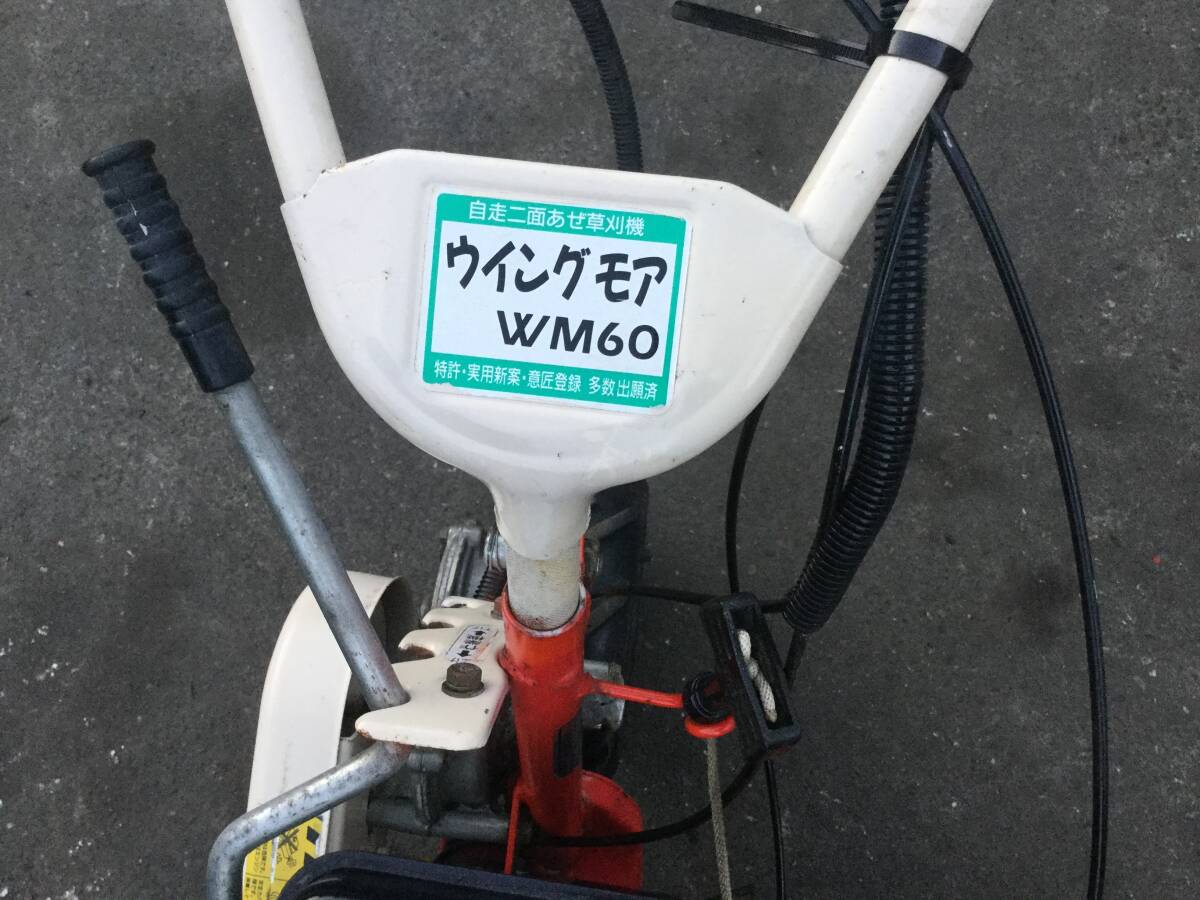 自走二面あぜ草刈機
ウイングモア
WM60
特許・実用新案・意匠登録 多数出願済